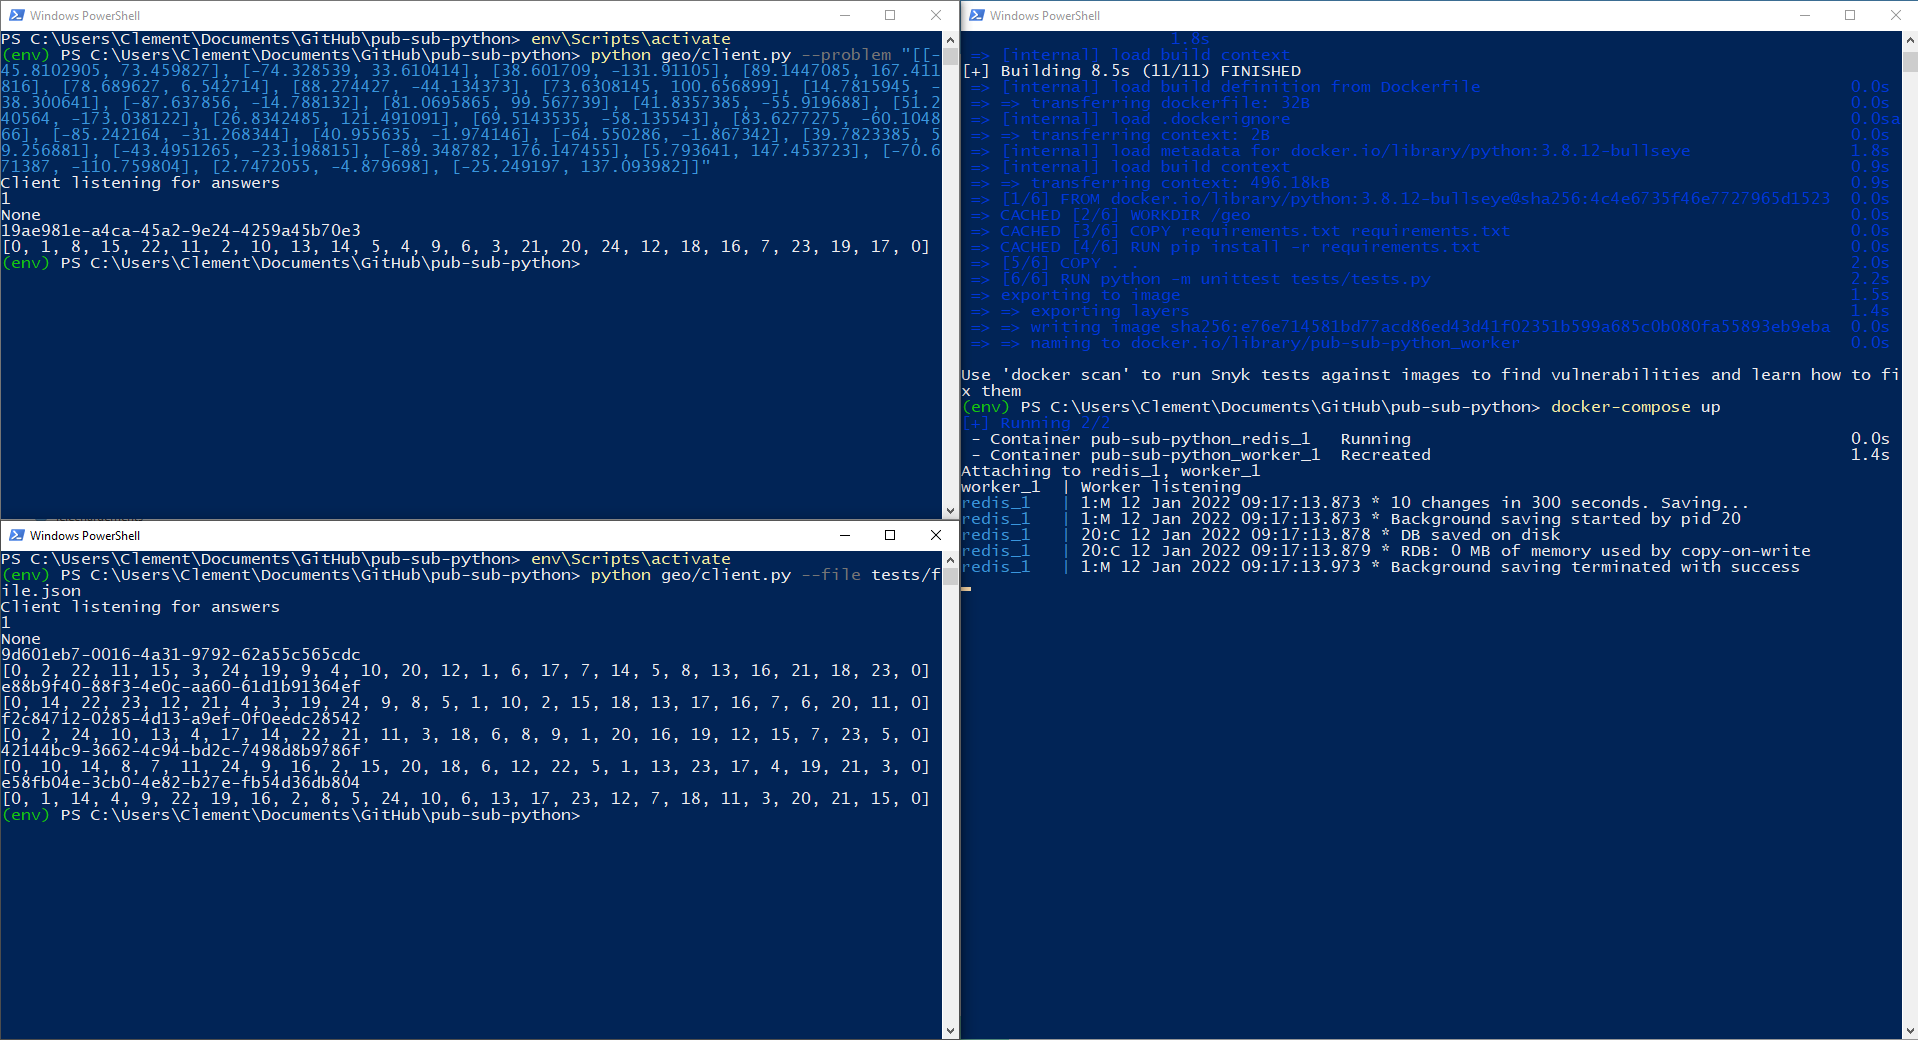 Windows PowerShell
PS C:\Users\Clement\Documents\GitHub\pub-sub-python> env\Scripts\activate
(env) PS C:\Users\Clement\Documents\GitHub\pub-sub-python> python geo/client.py --problem "[[-
45.8102905, 73.459827], [-74.328539, 33.610414], [38.601709, -131.91105], [89.1447085, 167.411
816], [78.689627, 6.542714], [88.274427, -44.134373], [73.6308145, 100.656899], [14.7815945, -
38.300641], [-87.637856, -14.788132], [81.0695865, 99.567739], [41.8357385, -55.919688], [51.2
40564, -173.038122], [26.8342485, 121.491091], [69.5143535, -58.135543], [83.6277275, -60.1048
66], [-85.242164, -31.268344], [40.955635, -1.974146], [-64.550286, -1.867342], [39.7823385, 5
9.256881], [-43.4951265, -23.198815], [-89.348782, 176.147455], [5.793641, 147.453723], [-70.6
71387, -110.759804], [2.7472055, -4.879698], [-25.249197, 137.093982]]"
Client listening for answers
1
None
19ae981e-a4ca-45a2-9e24-4259a45b70e3
[0, 1, 8, 15, 22, 11, 2, 10, 13, 14, 5, 4, 9, 6, 3, 21, 20, 24, 12, 18, 16, 7, 23, 19, 17, 0]
(env) PS C:\Users\Clement\Documents\GitHub\pub-sub-python>
Windows PowerShell
PS C:\Users\Clement\Documents\GitHub\pub-sub-python> env\Scripts\activate
(env) PS C:\Users\Clement\Documents\GitHub\pub-sub-python> python geo/client.py --file tests/f
ile.json
Client listening for answers
1
None
9d601eb7-0016-4a31-9792-62a55c565cdc
[0, 2, 22, 11, 15, 3, 24, 19, 9, 4, 10, 20, 12, 1, 6, 17, 7, 14, 5, 8, 13, 16, 21, 18, 23, 0]
e88b9f40-88f3-4e0c-aa60-61d1b91364ef
[0, 14, 22, 23, 12, 21, 4, 3, 19, 24, 9, 8, 5, 1, 10, 2, 15, 18, 13, 17, 16, 7, 6, 20, 11, 0]
f2c84712-0285-4d13-a9ef-0f0eedc28542
[0, 2, 24, 10, 13, 4, 17, 14, 22, 21, 11, 3, 18, 6, 8, 9, 1, 20, 16, 19, 12, 15, 7, 23, 5, 0]
42144bc9-3662-4c94-bd2c-7498d8b9786f
[0, 10, 14, 8, 7, 11, 24, 9, 16, 2, 15, 20, 18, 6, 12, 22, 5, 1, 13, 23, 17, 4, 19, 21, 3, 0]
e58fb04e-3cb0-4e82-b27e-fb54d36db804
[0, 1, 14, 4, 9, 22, 19, 16, 2, 8, 5, 24, 10, 6, 13, 17, 23, 12, 7, 18, 11, 3, 20, 21, 15, 0]
(env) PS C:\Users\Clement\Documents\GitHub\pub-sub-python>
Windows PowerShell
1.8s
=> [internal] load build context
[+] Building 8.5s (11/11) FINISHED
=> [internal] load build definition from Dockerfile 0.0s
=> => transferring dockerfile: 32B 0.0s
=> [internal] load .dockerignore 0.0sa
=> => transferring context: 2B 0.0s
=> [internal] load metadata for docker.io/library/python:3.8.12-bullseye 1.8s
=> [internal] load build context 0.9s
=> => transferring context: 496.18kB 0.9s
=> [1/6] FROM docker.io/library/python:3.8.12-bullseye@sha256:4c4e6735f46e7727965d1523 0.0s
=> CACHED [2/6] WORKDIR /geo 0.0s
=> CACHED [3/6] COPY requirements.txt requirements.txt 0.0s
=> CACHED [4/6] RUN pip install -r requirements.txt 0.0s
=> [5/6] COPY . . 2.0s
=> [6/6] RUN python -m unittest tests/tests.py 2.2s
=> exporting to image 1.5s
=> => exporting layers 1.4s
=> => writing image sha256:e76e714581bd77acd86ed43d41f02351b599a685c0b080fa55893eb9eba 0.0s
=> => naming to docker.io/library/pub-sub-python_worker 0.0s
Use 'docker scan' to run Snyk tests against images to find vulnerabilities and learn how to fi
x them
(env) PS C:\Users\Clement\Documents\GitHub\pub-sub-python> docker-compose up
[+] Running 2/2
- Container pub-sub-python_redis_1 Running 0.0s
- Container pub-sub-python_worker_1 Recreated 1.4s
Attaching to redis_1, worker_1
worker_1 | Worker listening
redis_1 | 1:M 12 Jan 2022 09:17:13.873 * 10 changes in 300 seconds. Saving...
redis_1 | 1:M 12 Jan 2022 09:17:13.873 * Background saving started by pid 20
redis_1 | 20:C 12 Jan 2022 09:17:13.878 * DB saved on disk
redis_1 | 20:C 12 Jan 2022 09:17:13.879 * RDB: 0 MB of memory used by copy-on-write
redis_1 | 1:M 12 Jan 2022 09:17:13.973 * Background saving terminated with success